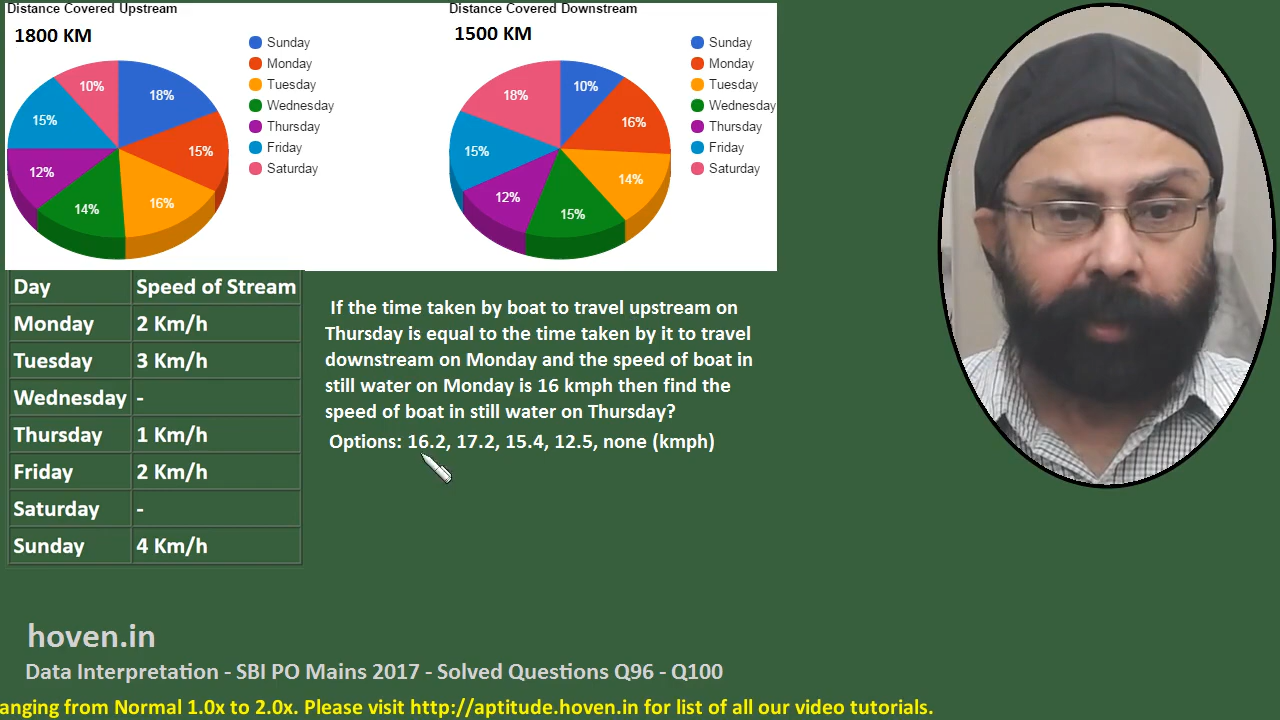 Distance Covered Upstream
1800 KM
18%
15%
16%
14%
12%
15%
10%
Sunday
Monday
Tuesday
Wednesday
Thursday
Friday
Saturday
Distance Covered Downstream
1500 KM
10%
16%
14%
15%
12%
15%
18%
Sunday
Monday
Tuesday
Wednesday
Thursday
Friday
Saturday
Day Speed of Stream
Monday 2 Km/h
Tuesday 3 Km/h
Wednesday -
Thursday 1 Km/h
Friday 2 Km/h
Saturday -
Sunday 4 Km/h
If the time taken by boat to travel upstream on
Thursday is equal to the time taken by it to travel
downstream on Monday and the speed of boat in
still water on Monday is 16 kmph then find the
speed of boat in still water on Thursday?
Options: 16.2, 17.2, 15.4, 12.5, none (kmph)
hoven.in
Data Interpretation - SBI PO Mains 2017 - Solved Questions Q96 - Q100
anging from Normal 1.0x to 2.0x. Please visit http://aptitude.hoven.in for list of all our video tutorials.